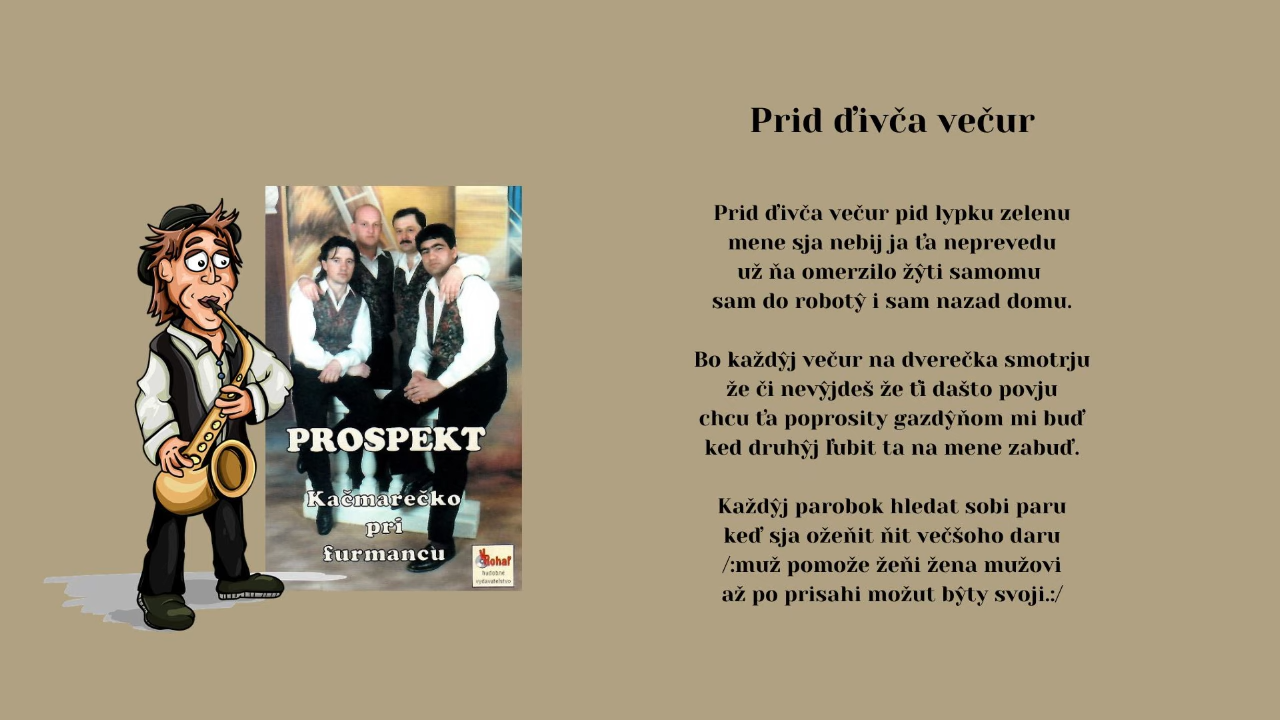 Prid ďivča večur
Prid ďivča večur pid lypku zelenu
mene sja nebij ja ťa neprevedu
už ňa omerzilo žŷti samomu
sam do robotŷ i sam nazad domu.
Bo každŷj večur na dverečka smotrju
že či nevŷjdeš že ťi dašto povju
chcu ťa poprosity gazdŷňom mi buď
ked druhŷj ľubit ta na mene zabuď.
Každŷj parobok hledat sobi paru
keď sja ožeňit ňit večšoho daru
/:muž pomože žeňi žena mužovi
až po prisahi možut bŷty svoji.:/
PROSPEKT
Kačmarečko
pri
furmancu
Rohaľ
hudobné
vydavateľstvo